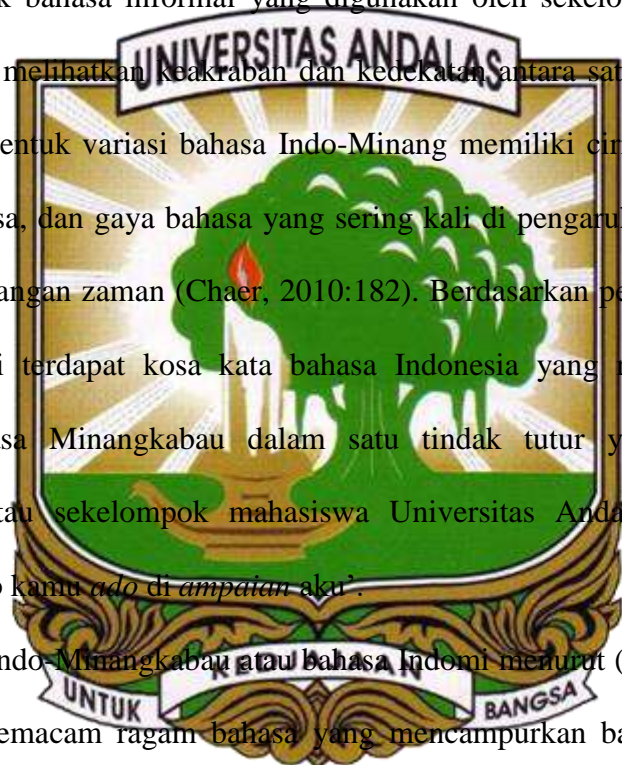 k bahasa informal yang digunakan oleh sekelo
UNIVERSITAS ANDALAS
melihatkan keakraban dan kedekatan antara sat
entuk variasi bahasa Indo-Minang memiliki cir
sa, dan gaya bahasa yang sering kali di pengaru
angan zaman (Chaer, 2010:182). Berdasarkan pe
i terdapat kosa kata bahasa Indonesia yang
asa Minangkabau dalam satu tindak tutur y
tau sekelompok mahasiswa Universitas Anda
o kamu ado di ampaian aku’.
ndo-Minangkabau atau bahasa Indomi menurut (
KEDJAJAAN
UNTUK
BANGSA
emacam ragam bahasa yang mencampurkan ba